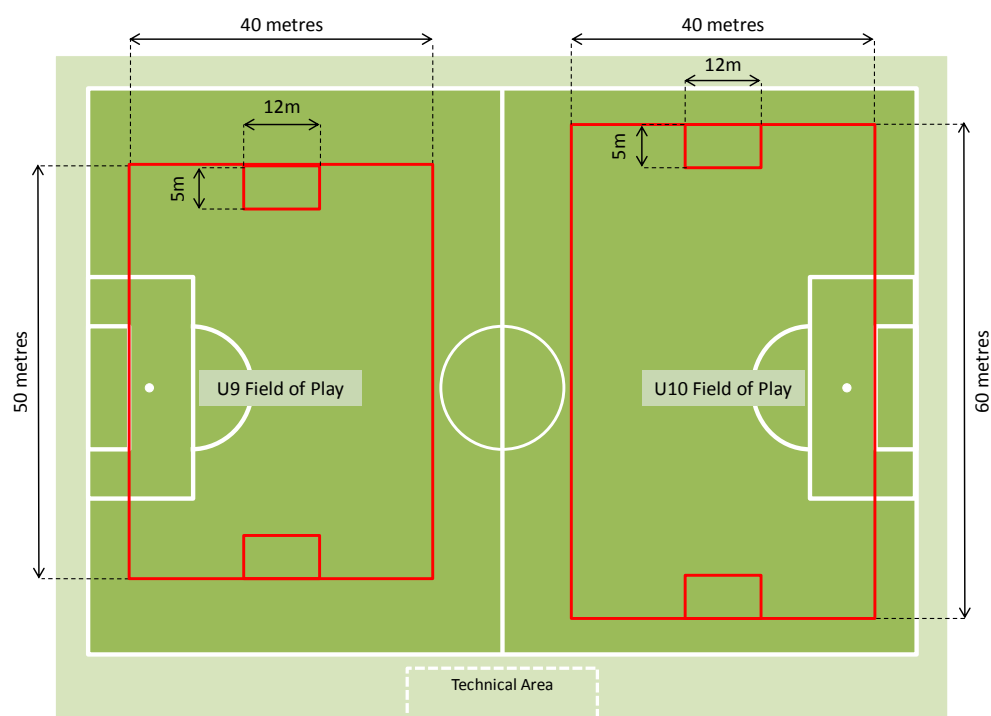 40 metres
40 metres
12m
12m
5m
5m
50 metres
U9 Field of Play
U10 Field of Play
60 metres
Technical Area